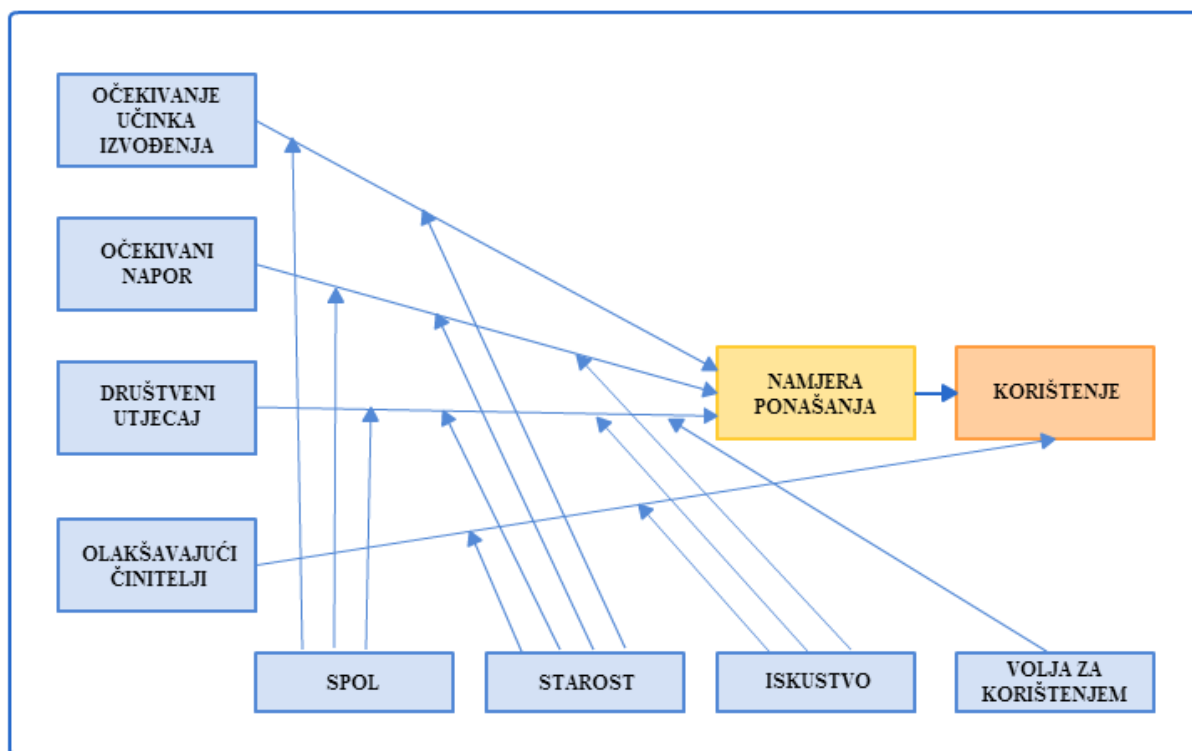 OČEKIVANJE
UČINKA
IZVOĐENJA
OČEKIVANI
NAPOR
DRUŠTVENI
UTJECAJ
NAMJERA
PONAŠANJA
KORIŠTENJE
OLAKŠAVAJUĆI
ČINITELJI
SPOL
STAROST
ISKUSTVO
VOLJA ZA
KORIŠTENJEM